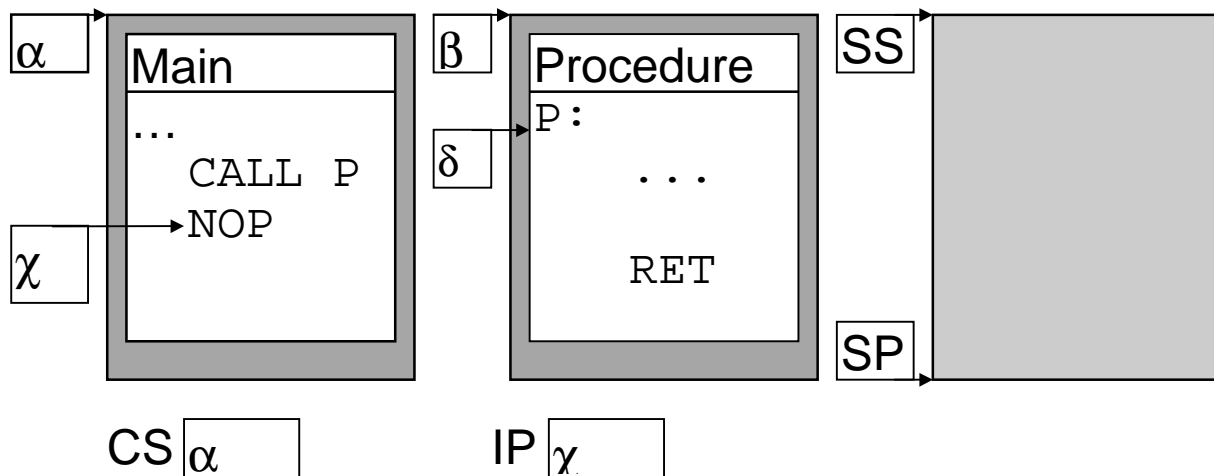 α
Main
...
CALL P
NOP
χ
β
Procedure
P:
δ
...
RET
SS
SP
CS α
IP χ